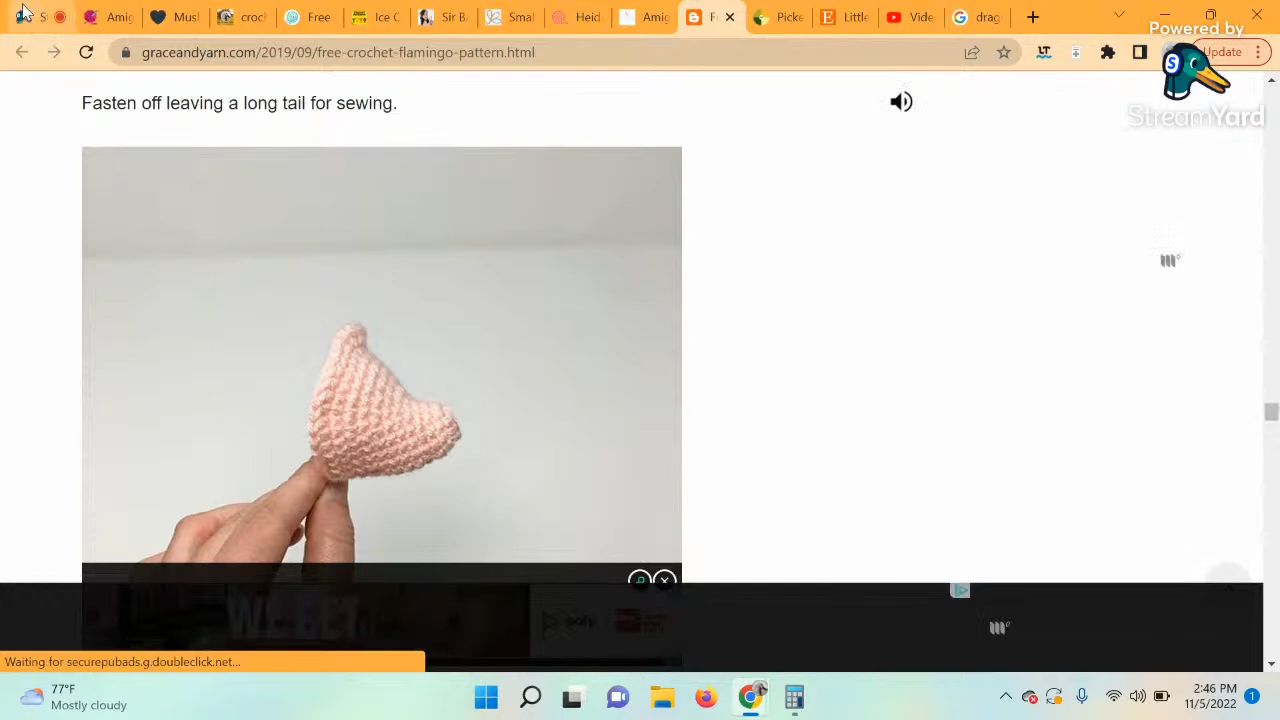 S
Amig
Mus
croc
Free
Ice C
Sir B
Smal
Heid
Amig
F
Picke
Little
Vide
drag
Powered by
graceandyarn.com/2019/09/free-crochet-flamingo-pattern.html
Update
StreamYard
Fasten off leaving a long tail for sewing.
Waiting for securepubads.g.doubleclick.net...
77°F
Mostly cloudy
2:46 PM
11/5/2022
1